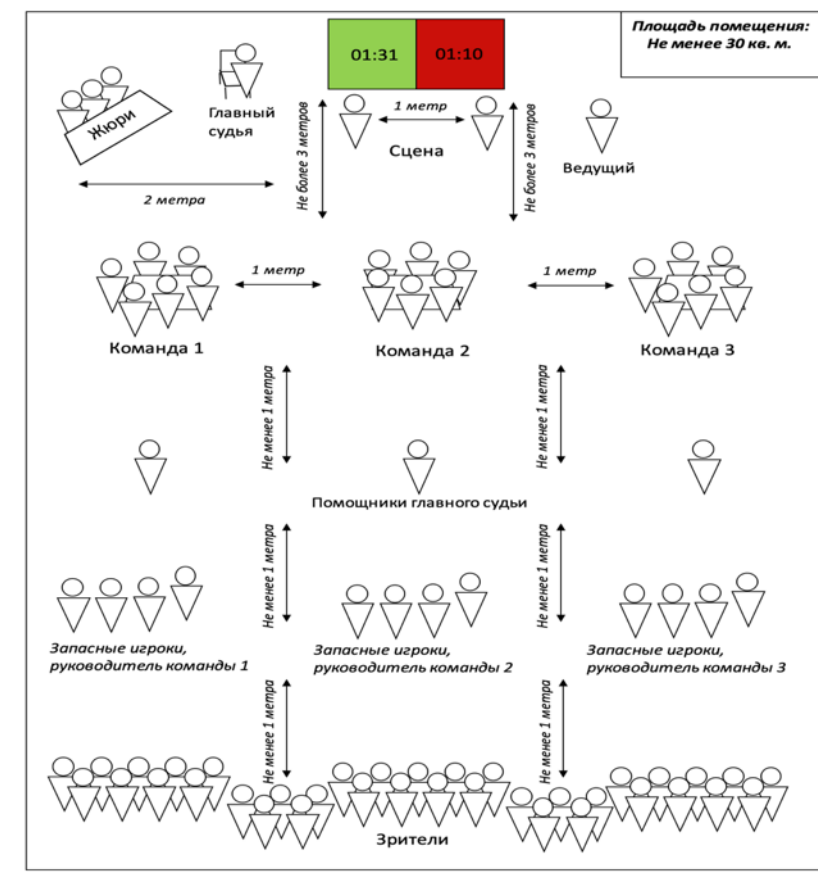 Площадь помещения:
Не менее 30 кв. м.
01:31
01:10
Жюри
Главный
судья
2 метра
Не более 3 метров
1 метр
Сцена
Не более 3 метров
Ведущий
1 метр
1 метр
Команда 1
Команда 2
Команда 3
Не менее 1 метра
Не менее 1 метра
Помощники главного судьи
Не менее 1 метра
Не менее 1 метра
Запасные игроки,
руководитель команды 1
Запасные игроки,
руководитель команды 2
Запасные игроки,
руководитель команды 3
Не менее 1 метра
Не менее 1 метра
Зрители